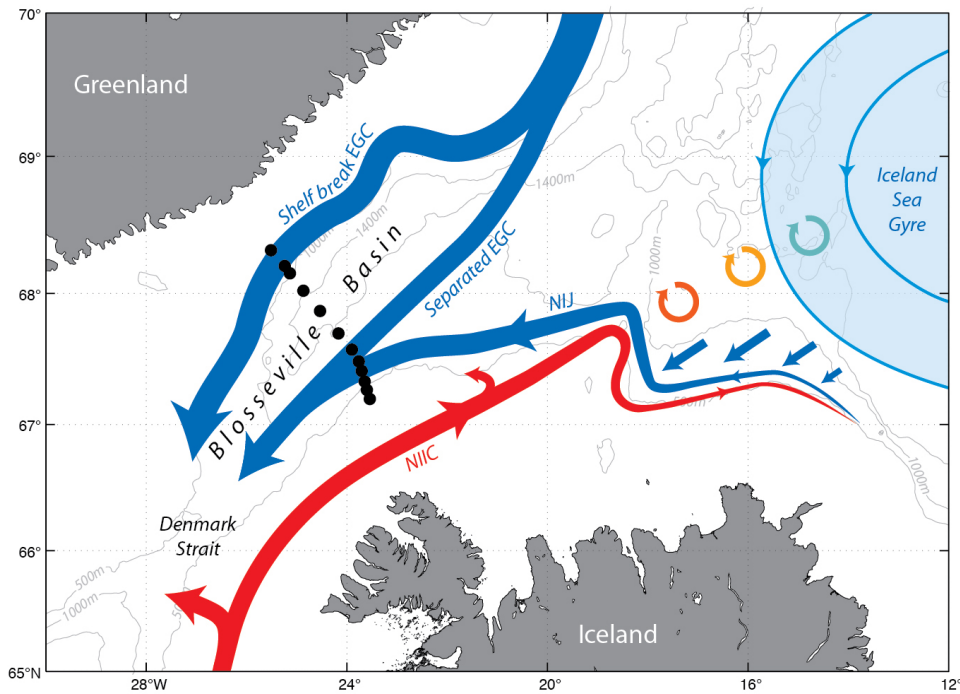 70°
Greenland
69°
Shelf break EGC
1400m
1400m
1000m
Iceland
Sea
Gyre
Basin
Separated EGC
1000m
68°
NIJ
Blosseville
500m
67°
NIIC
1000m
Denmark
Strait
66°
500m
1000m
Iceland
65°N
28°W
24°
20°
16°
12°